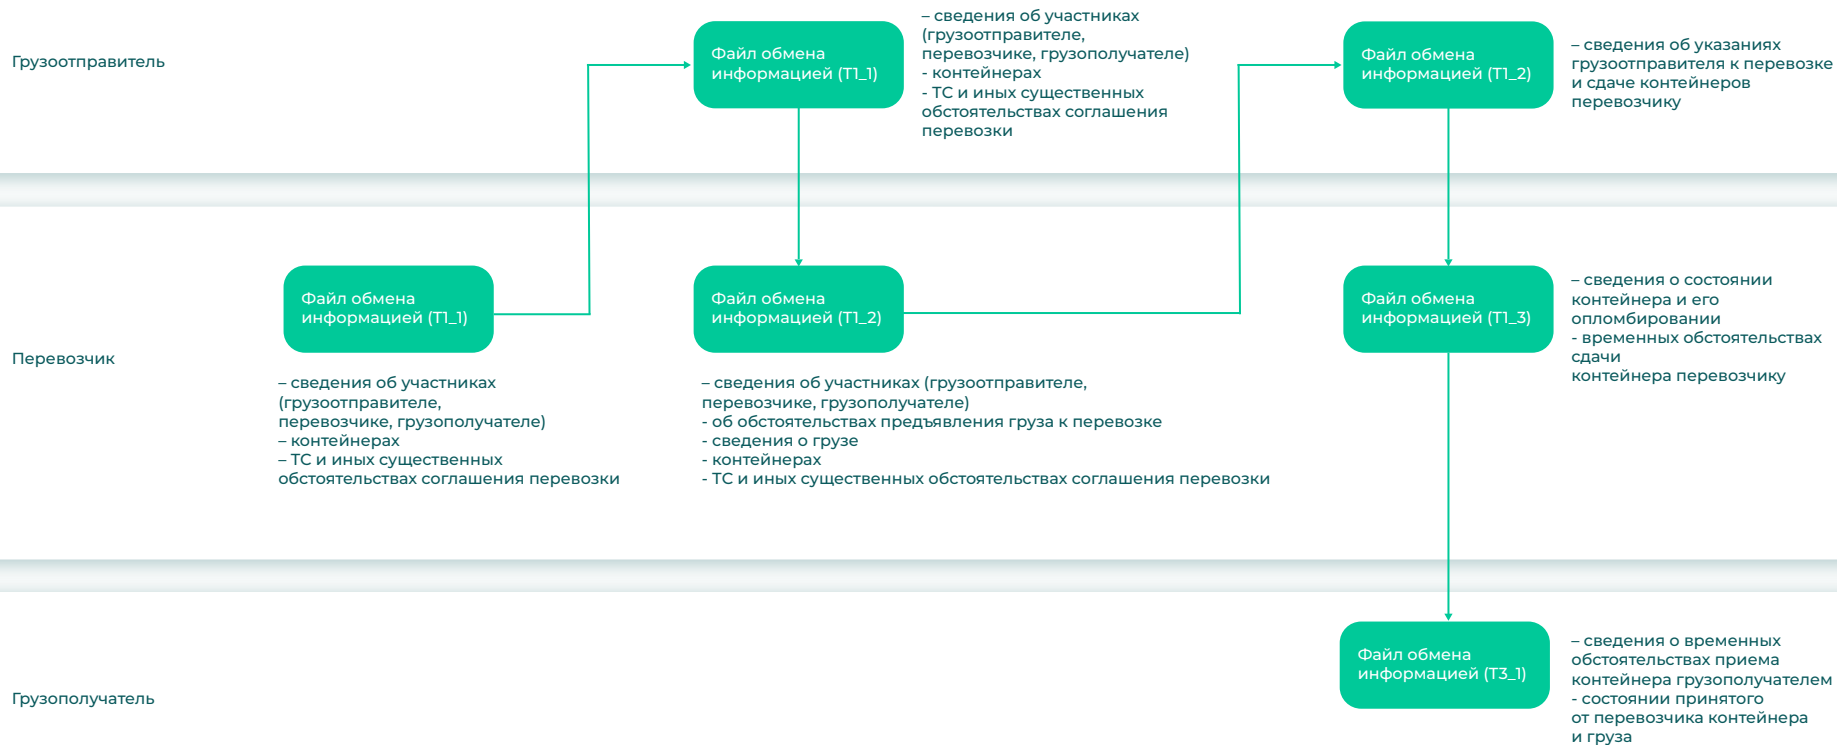 Грузоотправитель
Файл обмена
информацией (Т1_1)
– сведения об участниках
(грузоотправителе,
перевозчике, грузополучателе)
- контейнерах
- ТС и иных существенных
обстоятельствах соглашения
перевозки
Файл обмена
информацией (Т1_2)
– сведения об указаниях
грузоотправителя к перевозке
и сдаче контейнеров
перевозчику
Перевозчик
Файл обмена
информацией (Т1_1)
– сведения об участниках
(грузоотправителе,
перевозчике, грузополучателе)
– контейнерах
– ТС и иных существенных
обстоятельствах соглашения перевозки
Файл обмена
информацией (Т1_2)
– сведения об участниках (грузоотправителе,
перевозчике, грузополучателе)
- об обстоятельствах предъявления груза к перевозке
- сведения о грузе
- контейнерах
- ТС и иных существенных обстоятельствах соглашения перевозки
Файл обмена
информацией (Т1_3)
– сведения о состоянии
контейнера и его
опломбировании
- временных обстоятельствах
сдачи
контейнера перевозчику
Грузополучатель
Файл обмена
информацией (Т3_1)
– сведения о временных
обстоятельствах приема
контейнера грузополучателем
- состоянии принятого
от перевозчика контейнера
и груза